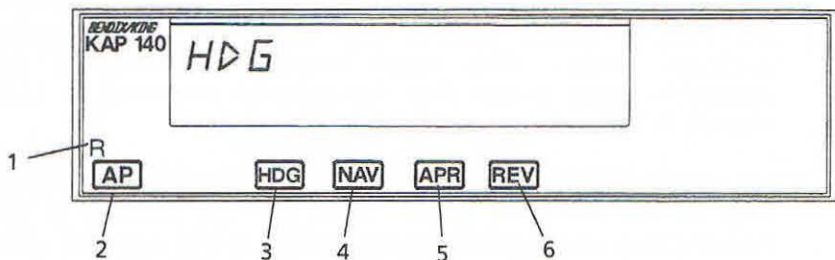 BENDIX/KING
KAP 140
HDG
R
AP HDG NAV APR REV
1
2 3 4 5 6